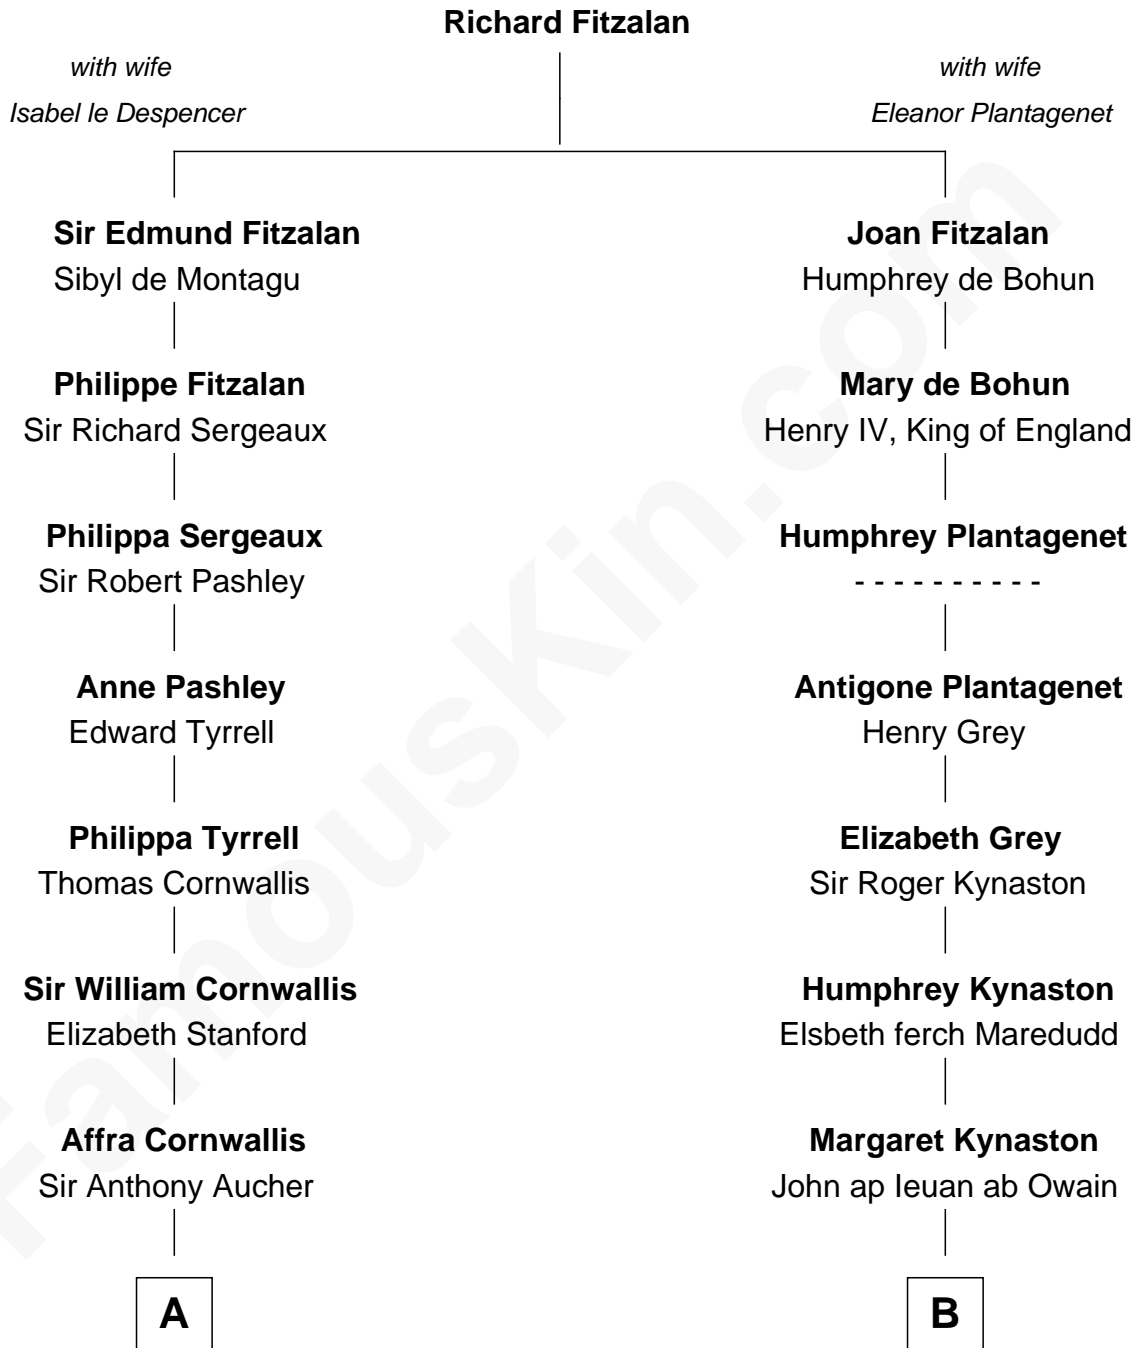 Richard Fitzalan
with wife
Isabel le Despencer
with wife
Eleanor Plantagenet
Sir Edmund Fitzalan
Sibyl de Montagu
Philippe Fitzalan
Sir Richard Sergeaux
Philippa Sergeaux
Sir Robert Pashley
Anne Pashley
Edward Tyrrell
Philippa Tyrrell
Thomas Cornwallis
Sir William Cornwallis
Elizabeth Stanford
Affra Cornwallis
Sir Anthony Aucher
A
Joan Fitzalan
Humphrey de Bohun
Mary de Bohun
Henry IV, King of England
Humphrey Plantagenet
- - - - - - - - - -
Antigone Plantagenet
Henry Grey
Elizabeth Grey
Sir Roger Kynaston
Humphrey Kynaston
Elsbeth ferch Maredudd
Margaret Kynaston
John ap Ieuan ab Owain
B
FamousKin.com